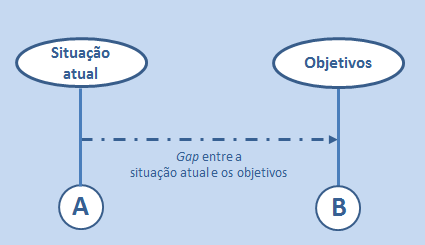 Situação
atual
Objetivos
Gap entre a
situação atual e os objetivos
A
B